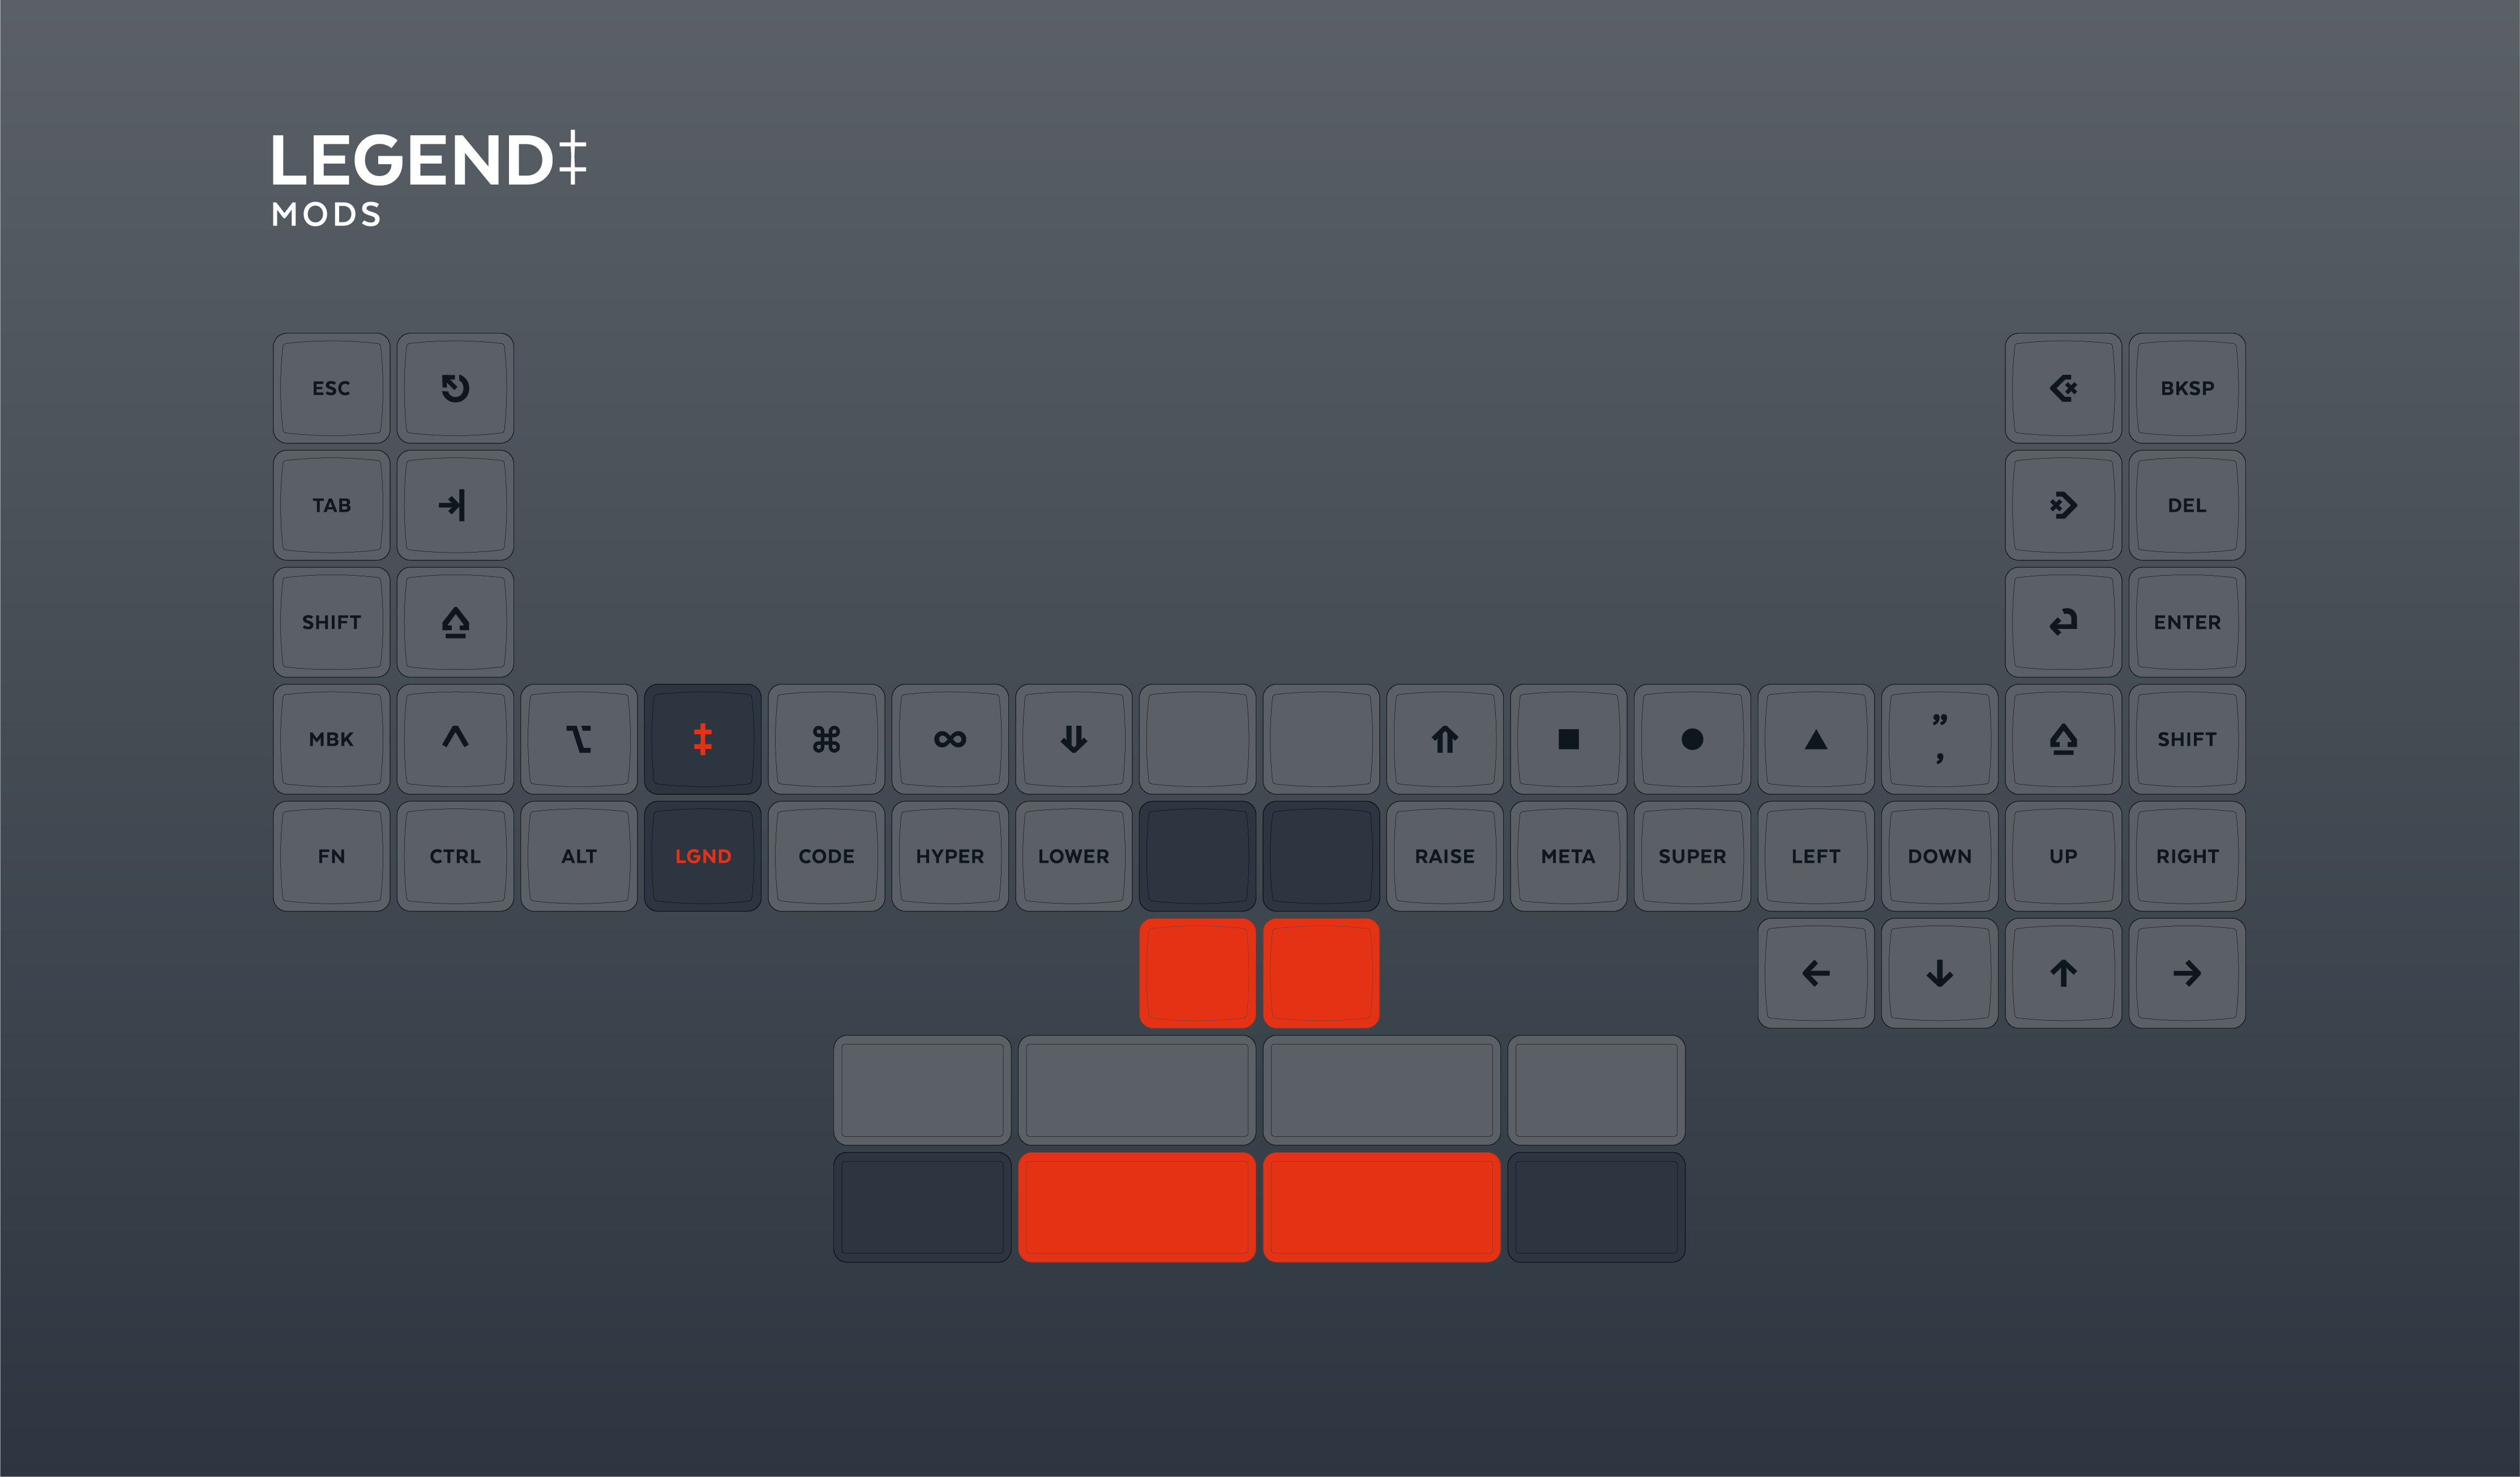 LEGEND‡
MODS
ESC
BKSP
TAB
DEL
SHIFT
ENTER
MBK ^ ⌥ ‡ ⌘ ∞ ⇓ ⇑ ■ ● ▲ ” , SHIFT
FN CTRL ALT LGND CODE HYPER LOWER RAISE META SUPER LEFT DOWN UP RIGHT
← ↓ ↑ →